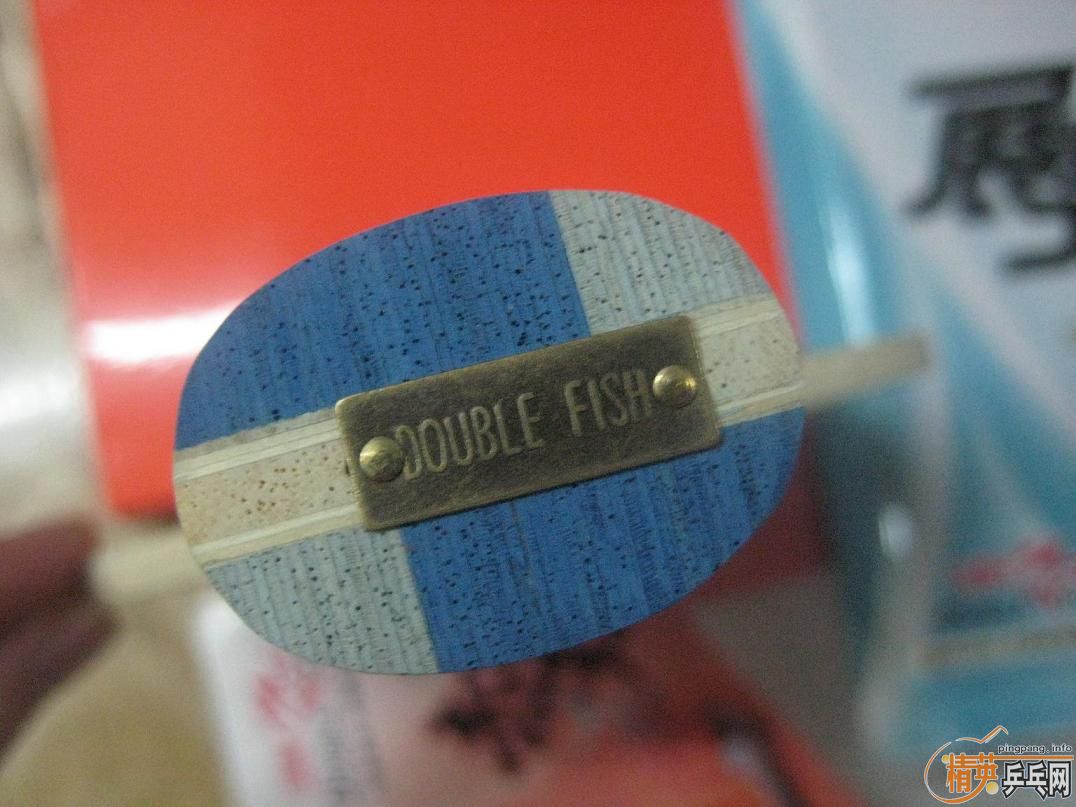 DOUBLE FISH
pingpang.info
精英乒乓网